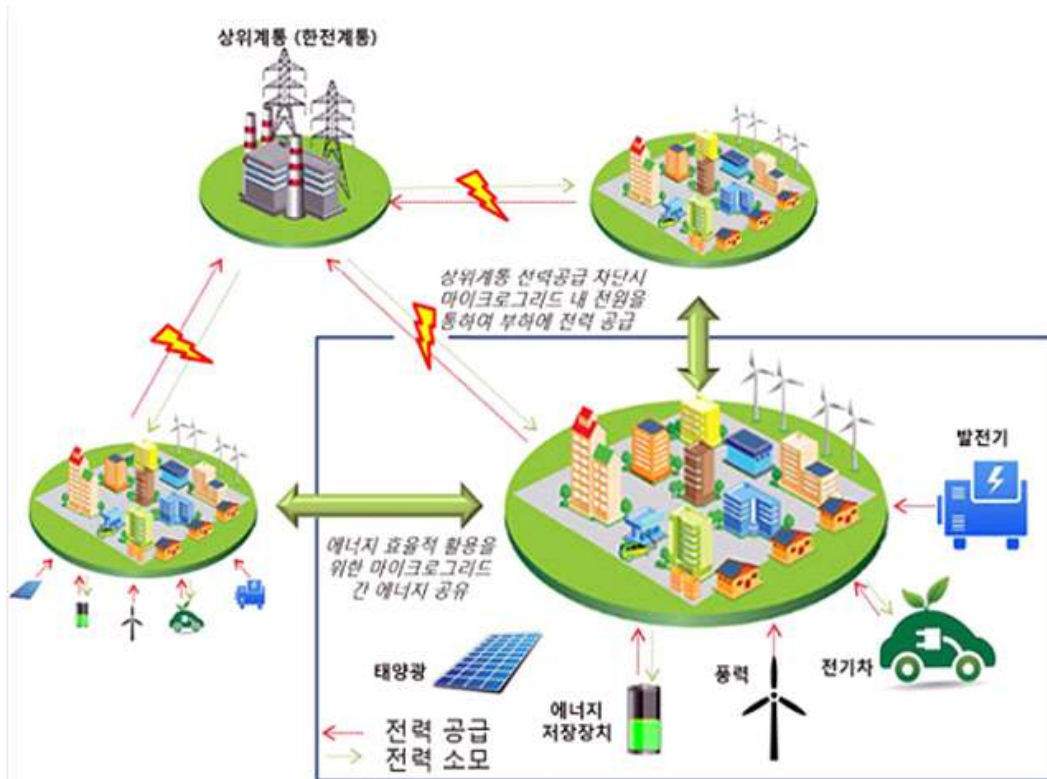 상위계통 (한전계통)
상위계통 전력공급 차단시
마이크로그리드 내 전원을
통하여 부하에 전력 공급
발전기
에너지 효율적 활용을
위한 마이크로그리드
간 에너지 공유
태양광
에너지
저장장치
풍력
전기차
전력 공급
전력 소모